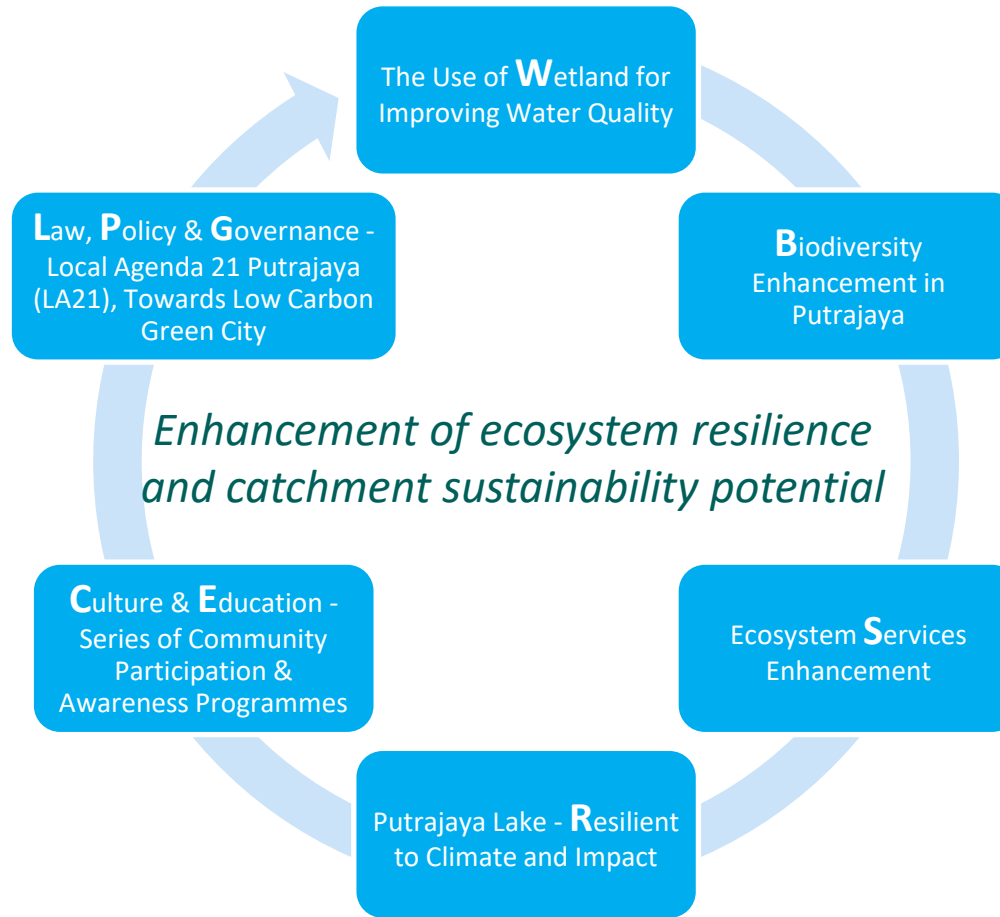 The Use of Wetland for
Improving Water Quality
Biodiversity
Enhancement in
Putrajaya
Ecosystem Services
Enhancement
Putrajaya Lake - Resilient
to Climate and Impact
Culture & Education -
Series of Community
Participation &
Awareness Programmes
Law, Policy & Governance -
Local Agenda 21 Putrajaya
(LA21), Towards Low Carbon
Green City
Enhancement of ecosystem resilience
and catchment sustainability potential